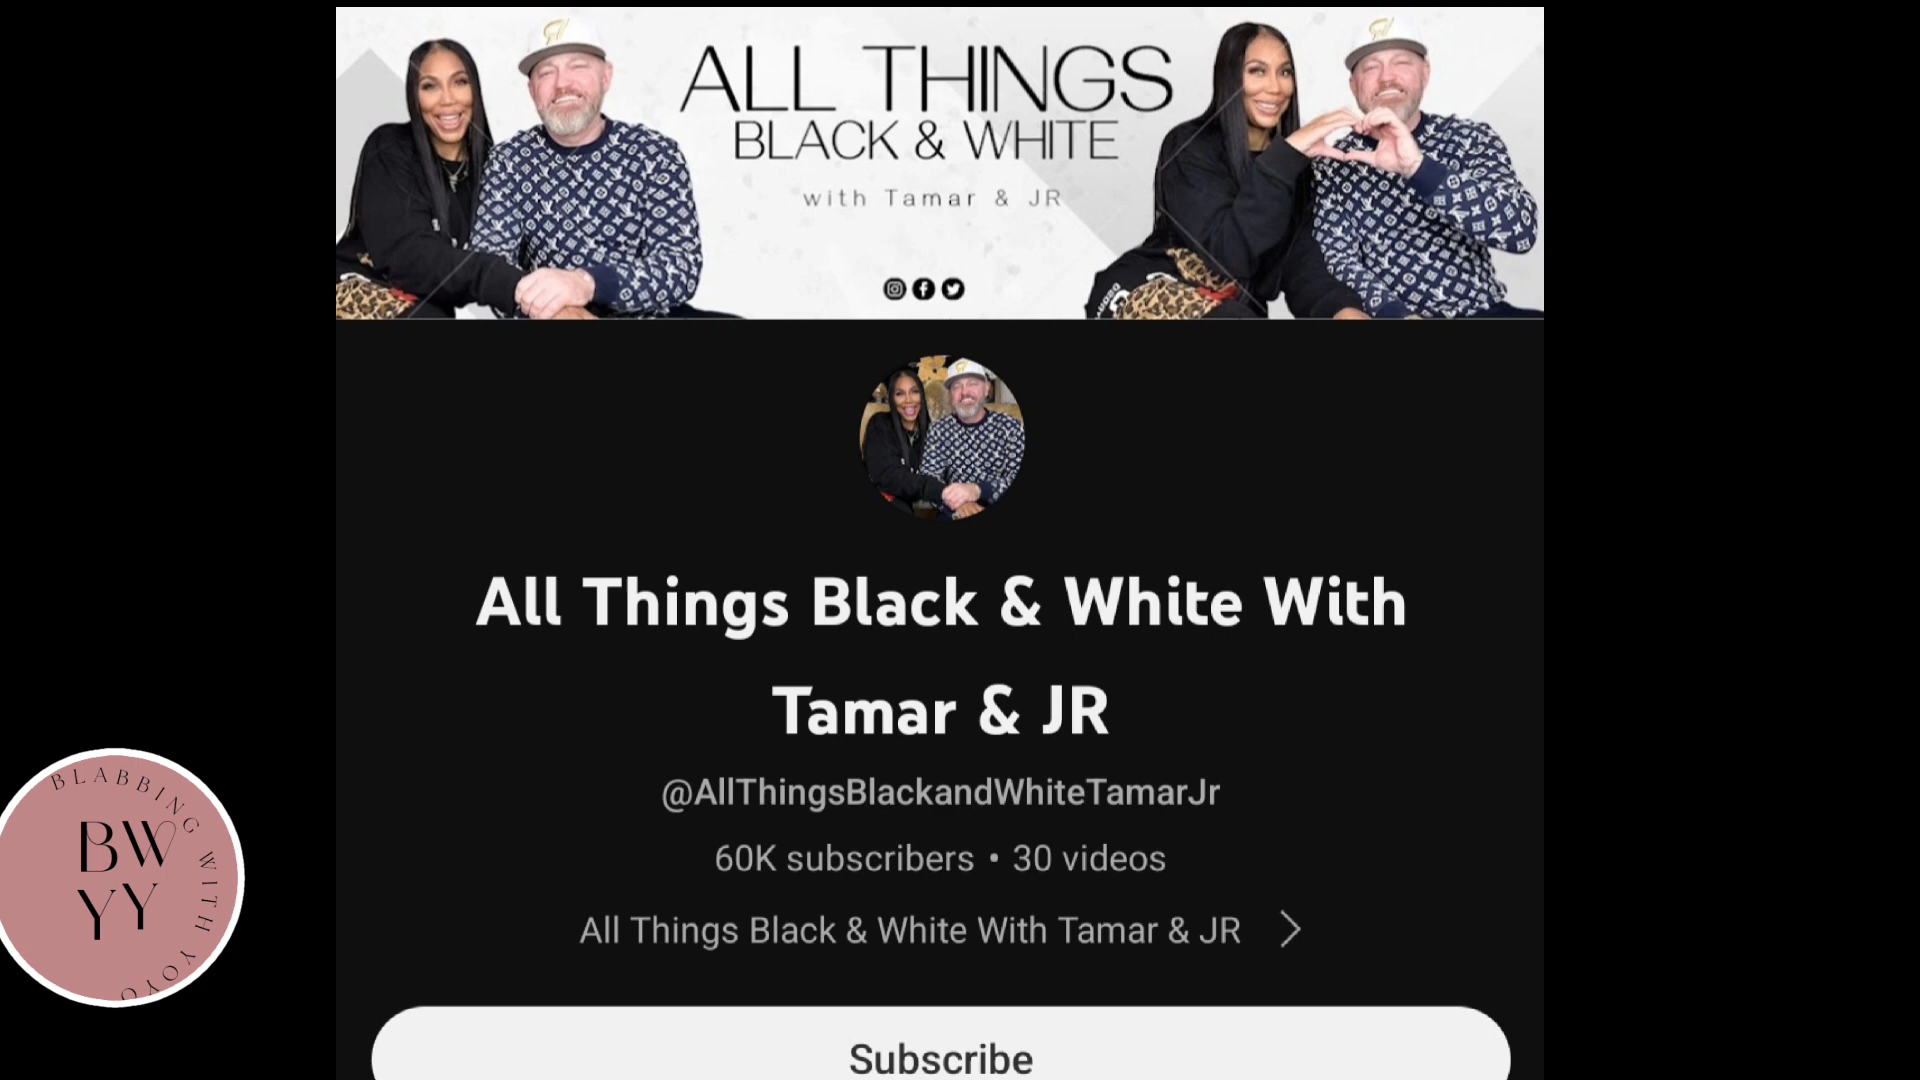 ALL THINGS
BLACK & WHITE
with Tamar & JR
All Things Black & White With
Tamar & JR
@AllThingsBlackandWhiteTamarJr
60K subscribers • 30 videos
All Things Black & White With Tamar & JR >
Subscribe
BLABBING WITH YOYO
BW
YY